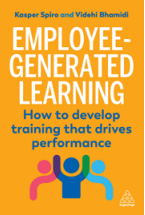 Kasper Spiro and Videhi Bhamidi
EMPLOYEE-
GENERATED
LEARNING
How to develop
training that drives
performance